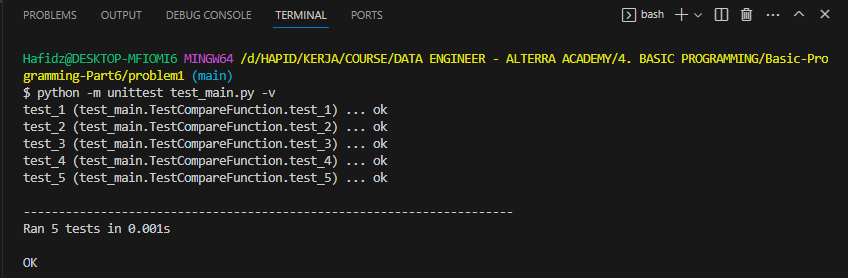 PROBLEMS OUTPUT DEBUG CONSOLE TERMINAL PORTS bash
Hafidz@DESKTOP-MFIOMI6 MINGW64 /d/HAPID/KERJA/COURSE/DATA ENGINEER - ALTERRA ACADEMY/4. BASIC PROGRAMMING/Basic-Pro
gramming-Part6/problem1 (main)
$ python -m unittest test_main.py -v
test_1 (test_main.TestCompareFunction.test_1) ... ok
test_2 (test_main.TestCompareFunction.test_2) ... ok
test_3 (test_main.TestCompareFunction.test_3) ... ok
test_4 (test_main.TestCompareFunction.test_4) ... ok
test_5 (test_main.TestCompareFunction.test_5) ... ok
----------------------------------------------------------------------
Ran 5 tests in 0.001s
OK